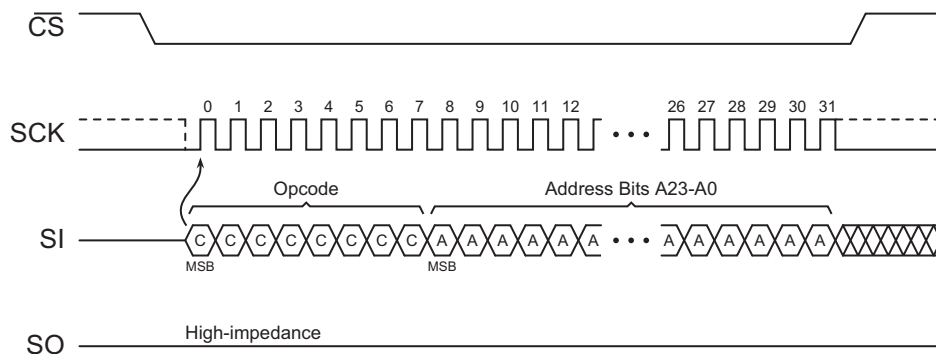 CS
0 1 2 3 4 5 6 7 8 9 10 11 12 26 27 28 29 30 31
SCK
Opcode Address Bits A23-A0
SI C C C C C C C C A A A A A A A A A A A A
MSB MSB
High-impedance
SO